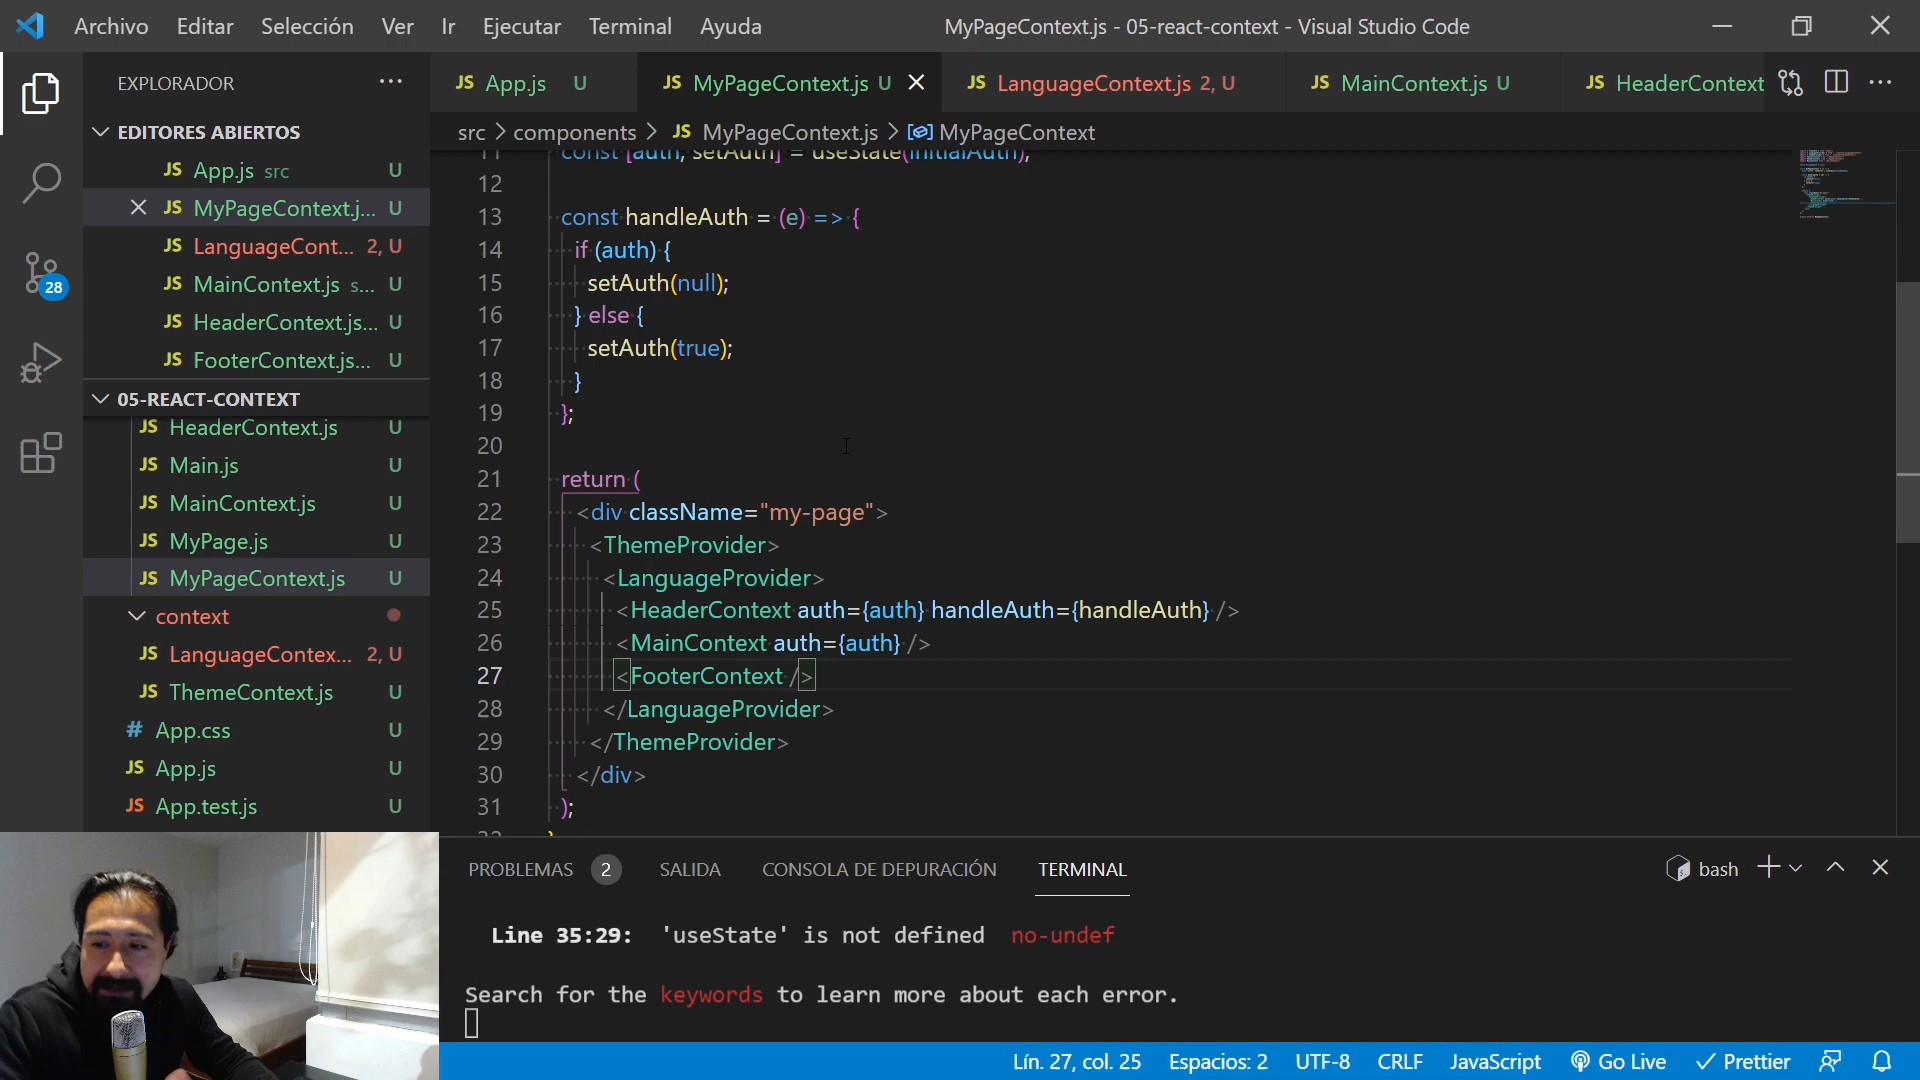 Archivo Editar Selección Ver Ir Ejecutar Terminal Ayuda MyPageContext.js - 05-react-context - Visual Studio Code
EXPLORADOR
EDITORES ABIERTOS
JS App.js src U
JS MyPageContext.j... U
JS LanguageCont... 2, U
JS MainContext.js s... U
JS HeaderContext.js... U
JS FooterContext.js... U
05-REACT-CONTEXT
JS HeaderContext.js U
JS Main.js U
JS MainContext.js U
JS MyPage.js U
JS MyPageContext.js U
context
JS LanguageContex... 2, U
JS ThemeContext.js U
# App.css U
JS App.js U
JS App.test.js U
28
JS App.js U JS MyPageContext.js U JS LanguageContext.js 2, U JS MainContext.js U JS HeaderContext
src > components > JS MyPageContext.js > MyPageContext
11 const [auth, setAuth] = useState(initialAuth);
12
13 const handleAuth = (e) => {
14 if (auth) {
15 setAuth(null);
16 } else {
17 setAuth(true);
18 }
19 };
20
21 return (
22 <div className="my-page">
23 <ThemeProvider>
24 <LanguageProvider>
25 <HeaderContext auth={auth} handleAuth={handleAuth} />
26 <MainContext auth={auth} />
27 <FooterContext />
28 </LanguageProvider>
29 </ThemeProvider>
30 </div>
31 );
PROBLEMAS 2 SALIDA CONSOLA DE DEPURACIÓN TERMINAL bash
Line 35:29: 'useState' is not defined no-undef
Search for the keywords to learn more about each error.
Lín. 27, col. 25 Espacios: 2 UTF-8 CRLF JavaScript Go Live Prettier